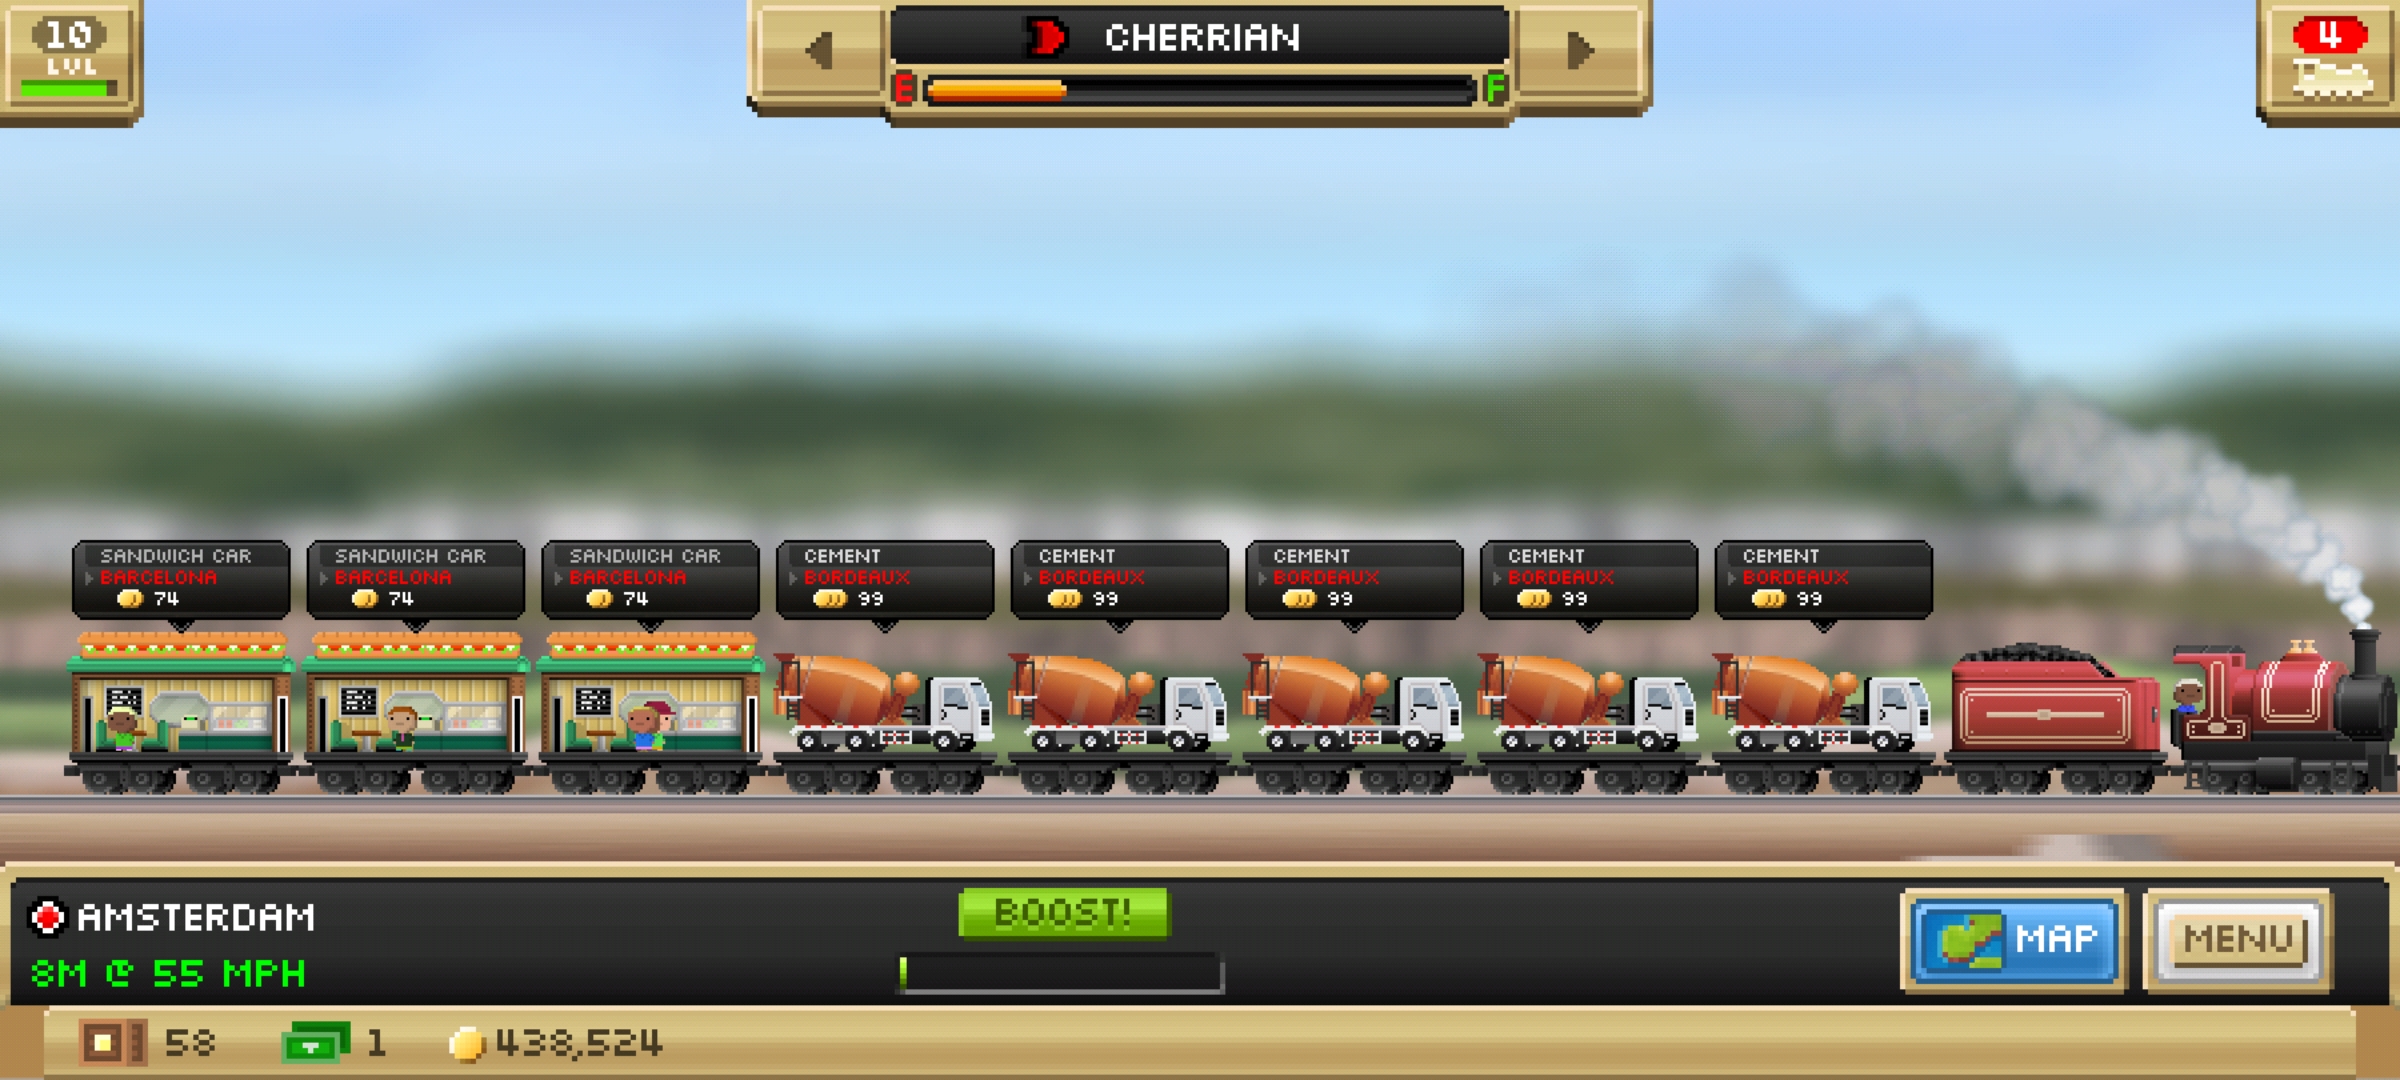 10
LVL
CHERRIAN
E F
4
SANDWICH CAR
BARCELONA
74
SANDWICH CAR
BARCELONA
74
SANDWICH CAR
BARCELONA
74
CEMENT
BORDEAUX
99
CEMENT
BORDEAUX
99
CEMENT
BORDEAUX
99
CEMENT
BORDEAUX
99
CEMENT
BORDEAUX
99
AMSTERDAM
8M @ 55 MPH
BOOST!
MAP
MENU
58
1
438,524